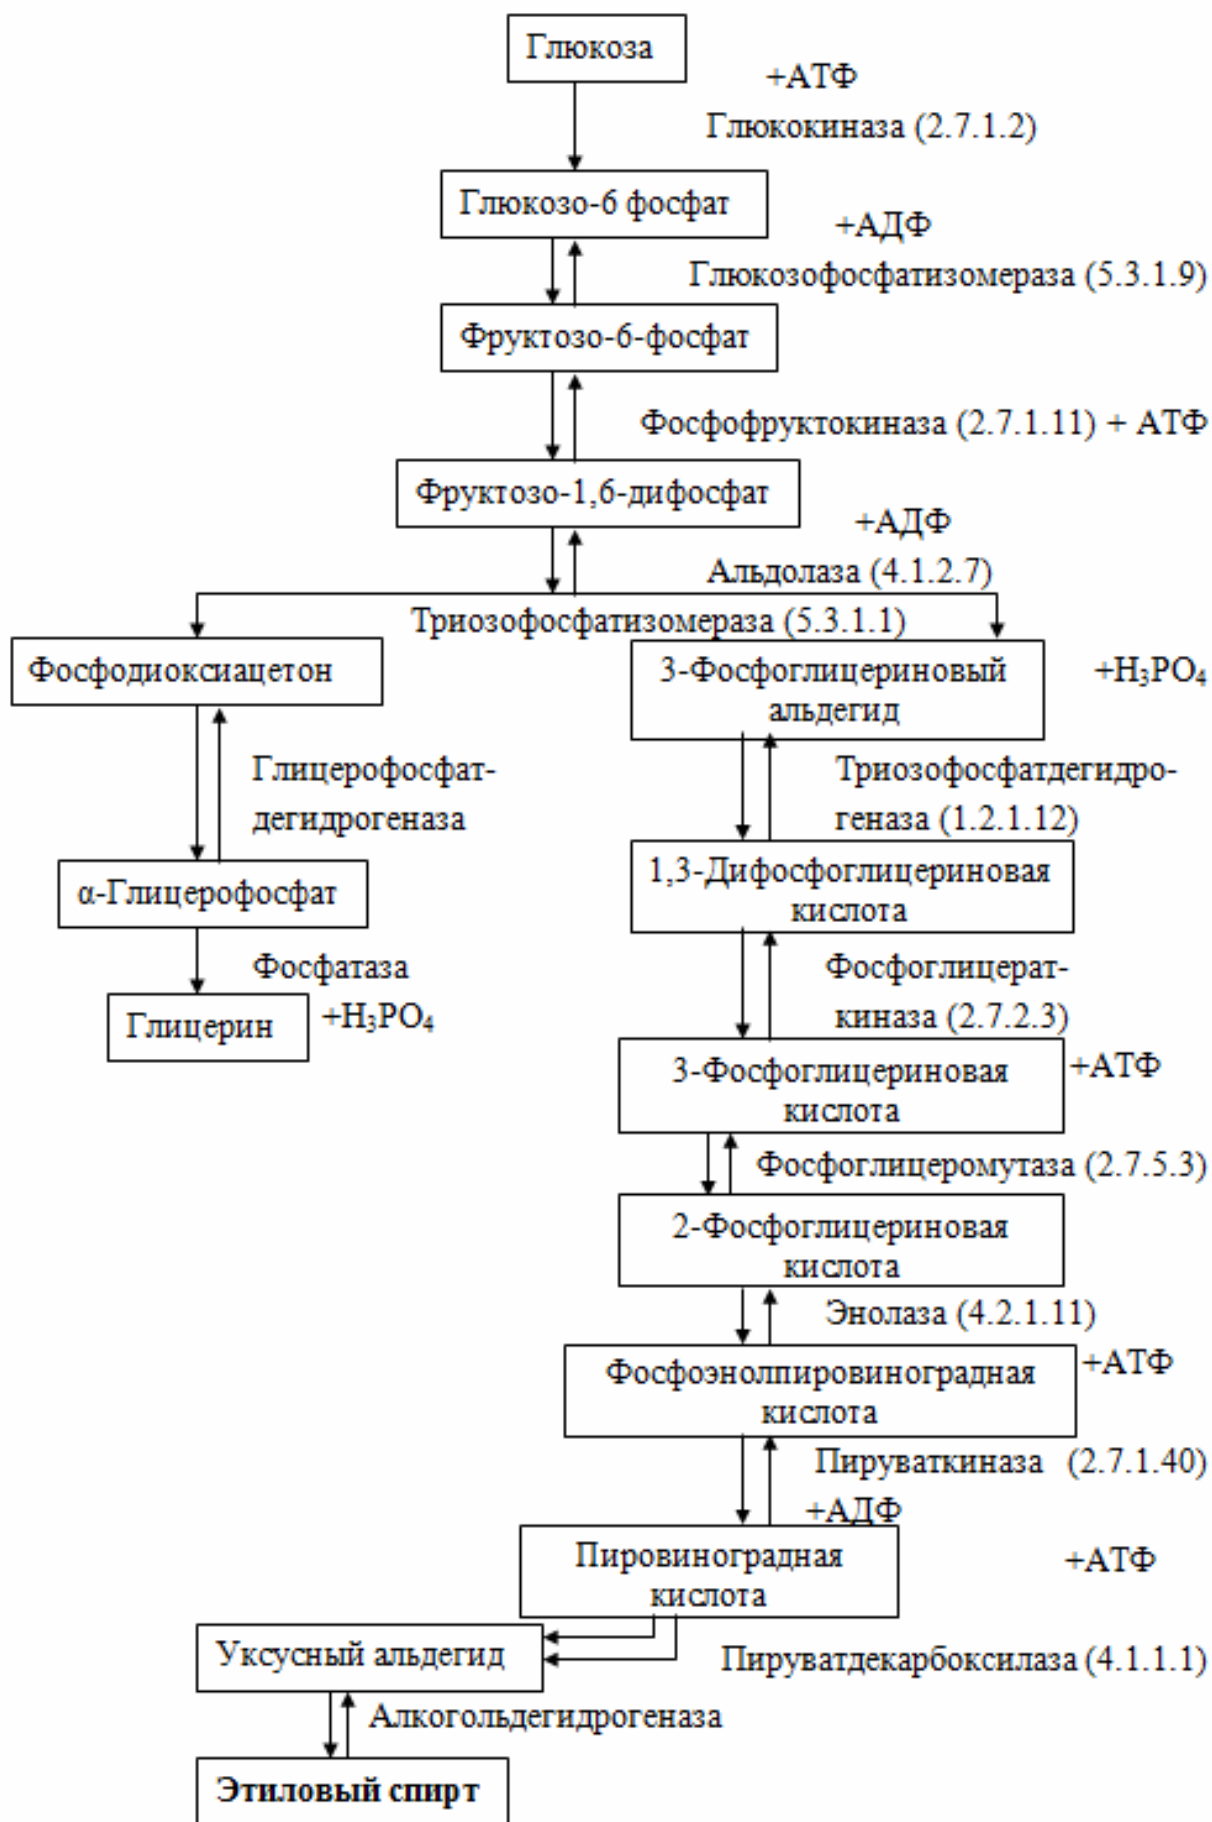 Глюкоза
+АТФ
Глюкокиназа (2.7.1.2)
Глюкозо-6 фосфат
+АДФ
Глюкозофосфатизомераза (5.3.1.9)
Фруктозо-6-фосфат
Фосфофруктокиназа (2.7.1.11) + АТФ
Фруктозо-1,6-дифосфат
+АДФ
Альдолаза (4.1.2.7)
Триозофосфатизомераза (5.3.1.1)
Фосфодиоксиацетон
3-Фосфоглицериновый
альдегид
+H₃PO₄
Глицерофосфат-
дегидрогеназа
Триозофосфатдегидро-
геназа (1.2.1.12)
α-Глицерофосфат
1,3-Дифосфоглицериновая
кислота
Фосфатаза
Фосфоглицерат-
киназа (2.7.2.3)
Глицерин
+H₃PO₄
3-Фосфоглицериновая
кислота
+АТФ
Фосфоглицеромутаза (2.7.5.3)
2-Фосфоглицериновая
кислота
Энолаза (4.2.1.11)
Фосфоэнолпировиноградная
кислота
+АТФ
Пируваткиназа (2.7.1.40)
+АДФ
Пировиноградная
кислота
+АТФ
Уксусный альдегид
Пируватдекарбоксилаза (4.1.1.1)
Алкогольдегидрогеназа
Этиловый спирт